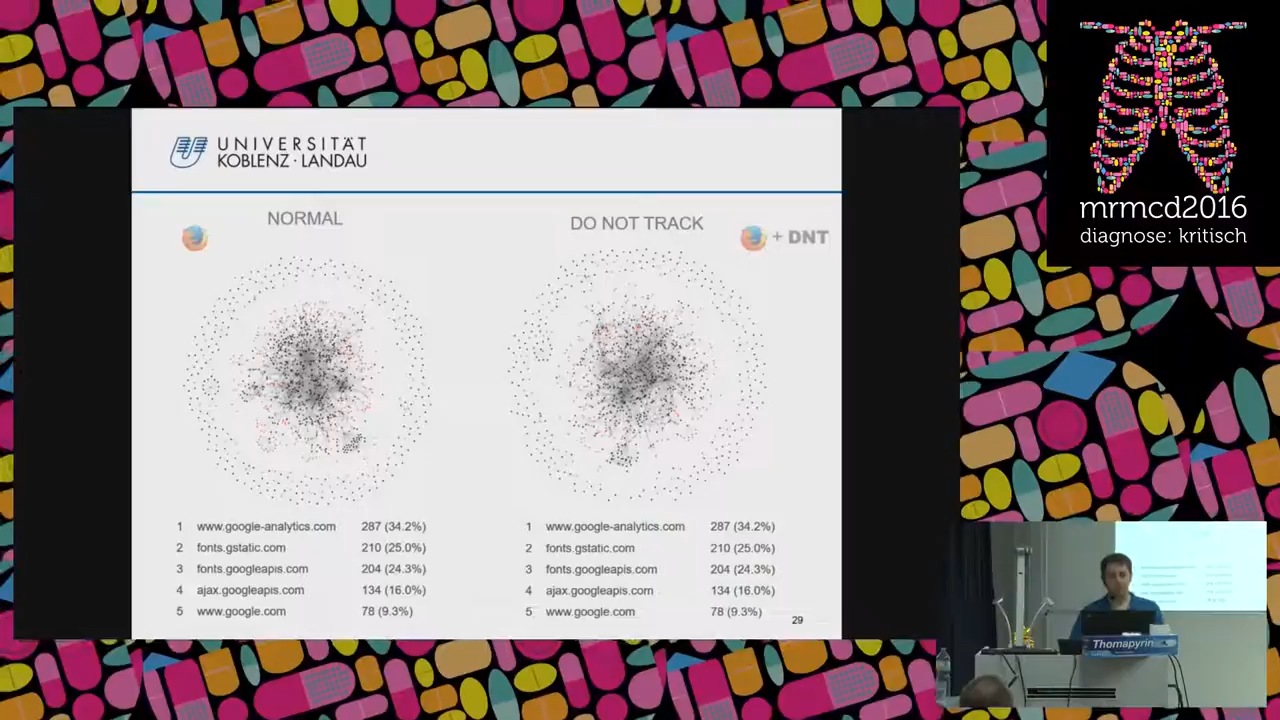 UNIVERSITÄT
KOBLENZ · LANDAU
NORMAL
DO NOT TRACK
+ DNT
1 www.google-analytics.com 287 (34.2%)
2 fonts.gstatic.com 210 (25.0%)
3 fonts.googleapis.com 204 (24.3%)
4 ajax.googleapis.com 134 (16.0%)
5 www.google.com 78 (9.3%)
1 www.google-analytics.com 287 (34.2%)
2 fonts.gstatic.com 210 (25.0%)
3 fonts.googleapis.com 204 (24.3%)
4 ajax.googleapis.com 134 (16.0%)
5 www.google.com 78 (9.3%)
29
mrmcd2016
diagnose: kritisch
Thomapyrin